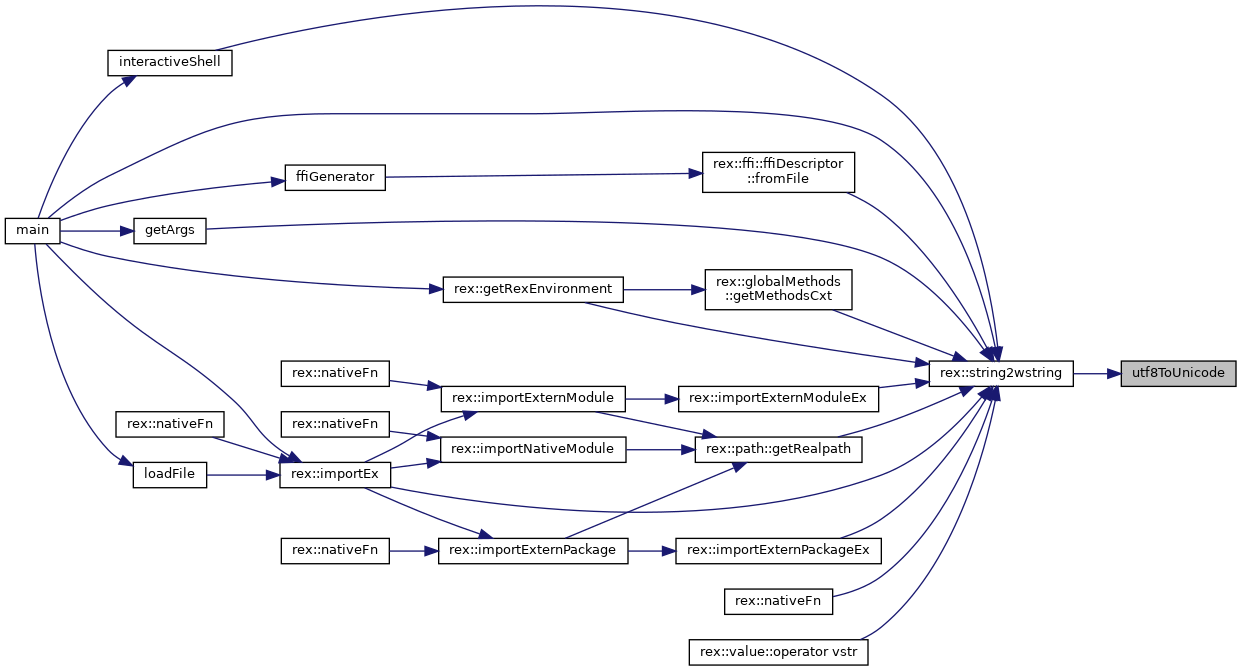 interactiveShell
rex::ffi::ffiDescriptor
::fromFile
ffiGenerator
main
getArgs
rex::globalMethods
::getMethodsCxt
rex::getRexEnvironment
rex::nativeFn
rex::string2wstring
utf8ToUnicode
rex::importExternModule
rex::importExternModuleEx
rex::nativeFn
rex::nativeFn
rex::importNativeModule
rex::path::getRealpath
loadFile
rex::importEx
rex::nativeFn
rex::importExternPackage
rex::importExternPackageEx
rex::nativeFn
rex::value::operator vstr